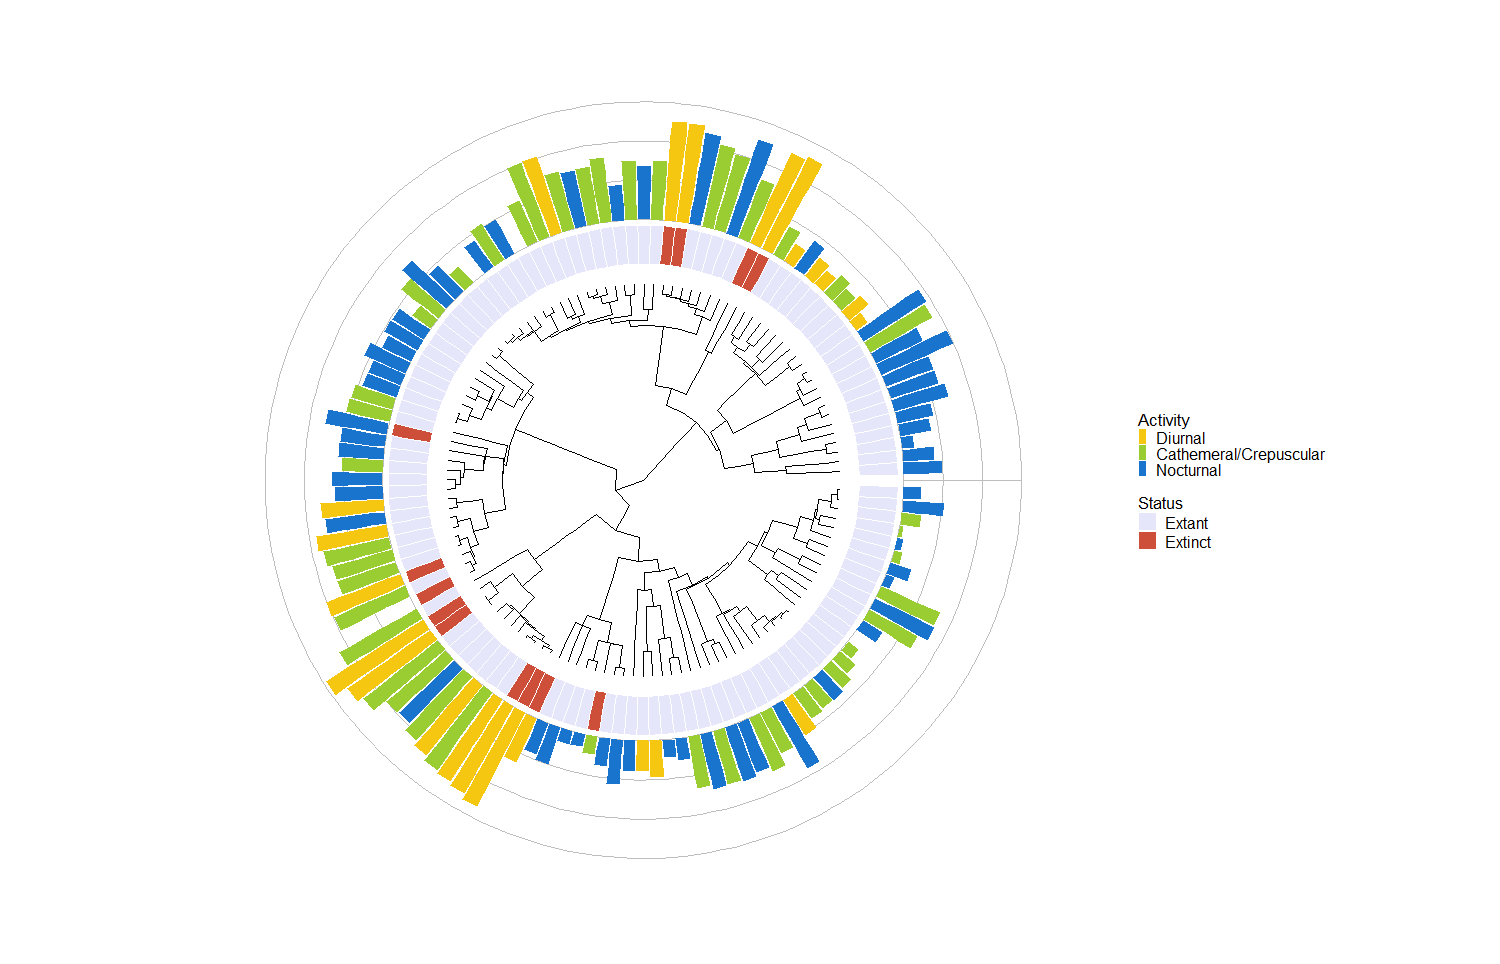 Activity
Diurnal
Cathemeral/Crepuscular
Nocturnal
Status
Extant
Extinct